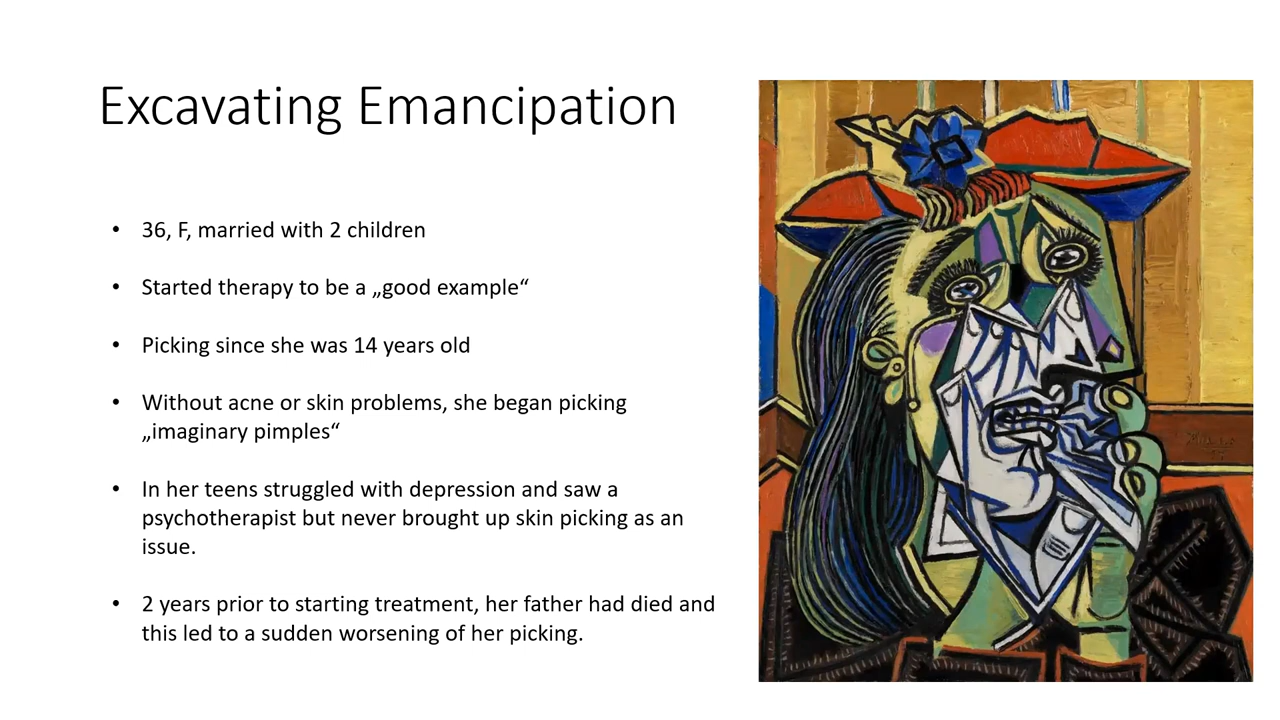 Excavating Emancipation
• 36, F, married with 2 children
• Started therapy to be a „good example“
• Picking since she was 14 years old
• Without acne or skin problems, she began picking
„imaginary pimples“
• In her teens struggled with depression and saw a
psychotherapist but never brought up skin picking as an
issue.
• 2 years prior to starting treatment, her father had died and
this led to a sudden worsening of her picking.